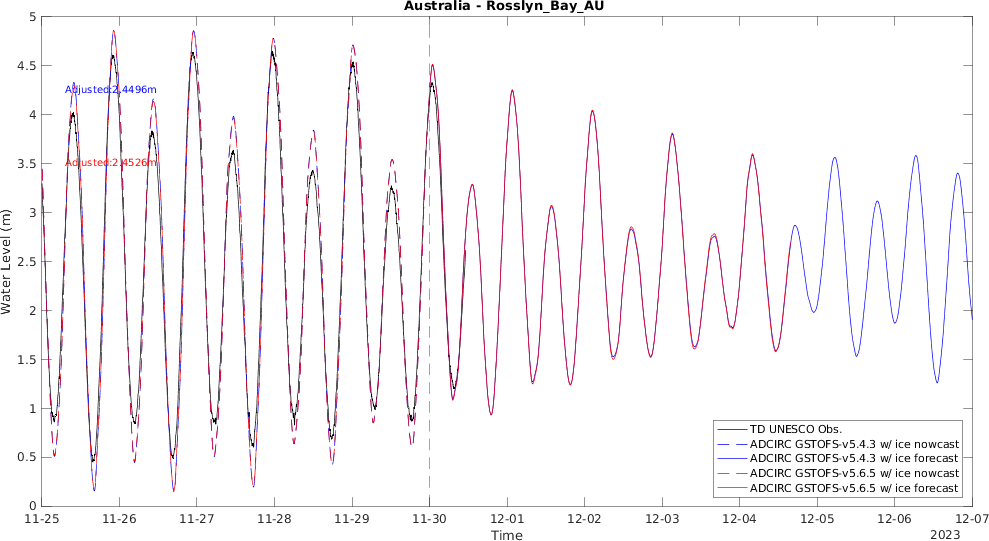 Australia - Rosslyn_Bay_AU
5
4.5
4
3.5
3
2.5
2
1.5
1
0.5
0
Water Level (m)
Adjusted:2.4496m
Adjusted:2.4526m
TD UNESCO Obs.
ADCIRC GSTOFS-v5.4.3 w/ ice nowcast
ADCIRC GSTOFS-v5.4.3 w/ ice forecast
ADCIRC GSTOFS-v5.6.5 w/ ice nowcast
ADCIRC GSTOFS-v5.6.5 w/ ice forecast
11-25 11-26 11-27 11-28 11-29 11-30 12-01 12-02 12-03 12-04 12-05 12-06 12-07
Time 2023